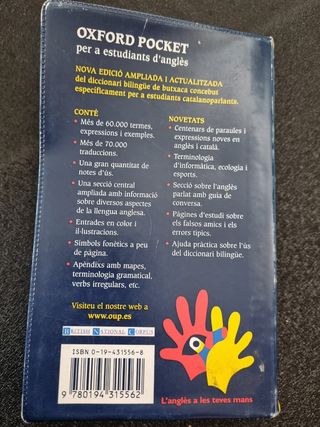 OXFORD POCKET
per a estudiants d'anglès
NOVA EDICIÓ AMPLIADA I ACTUALITZADA
del diccionari bilingüe de butxaca concebut
específicament per a estudiants catalanoparlants.
CONTÉ
• Més de 60.000 termes,
expressions i exemples.
• Més de 70.000
traduccions.
• Una gran quantitat de
notes d'ús.
• Una secció central
ampliada amb informació
sobre diversos aspectes
de la llengua anglesa.
• Entrades en color i
il·lustracions.
• Símbols fonètics a peu
de pàgina.
• Apèndixs amb mapes,
terminologia gramatical,
verbs irregulars, etc.
NOVETATS
• Centenars de paraules i
expressions noves en
anglès i català.
• Terminologia
d'informàtica, ecologia i
esports.
• Secció sobre l'anglès
parlat amb guia de
conversa.
• Pàgines d'estudi sobre
els falsos amics i els
errors típics.
• Ajuda pràctica sobre l'ús
del diccionari bilingüe.
Visiteu el nostre web a
www.oup.es
BRITISH NATIONAL CORPUS
ISBN 0-19-431556-8
9 780194 315562
L'anglès a les teves mans